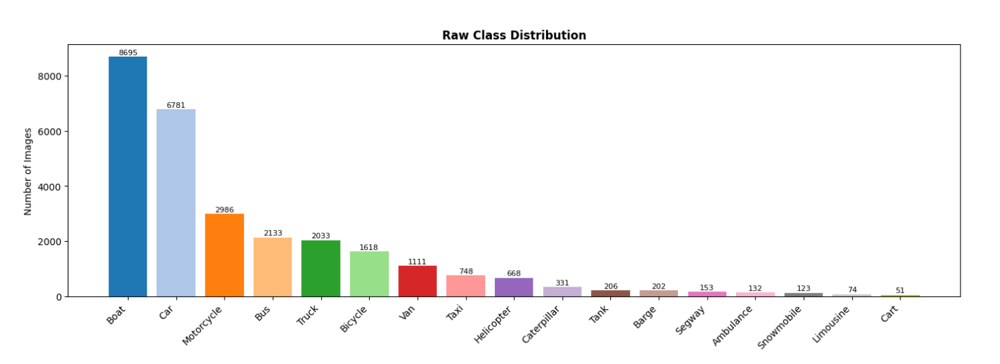 Raw Class Distribution
Number of Images
8000
6000
4000
2000
0
8695
6781
2986
2133
2033
1618
1111
748
668
331
206
202
153
132
123
74
51
Boat
Car
Motorcycle
Bus
Truck
Bicycle
Van
Taxi
Helicopter
Caterpillar
Tank
Barge
Segway
Ambulance
Snowmobile
Limousine
Cart